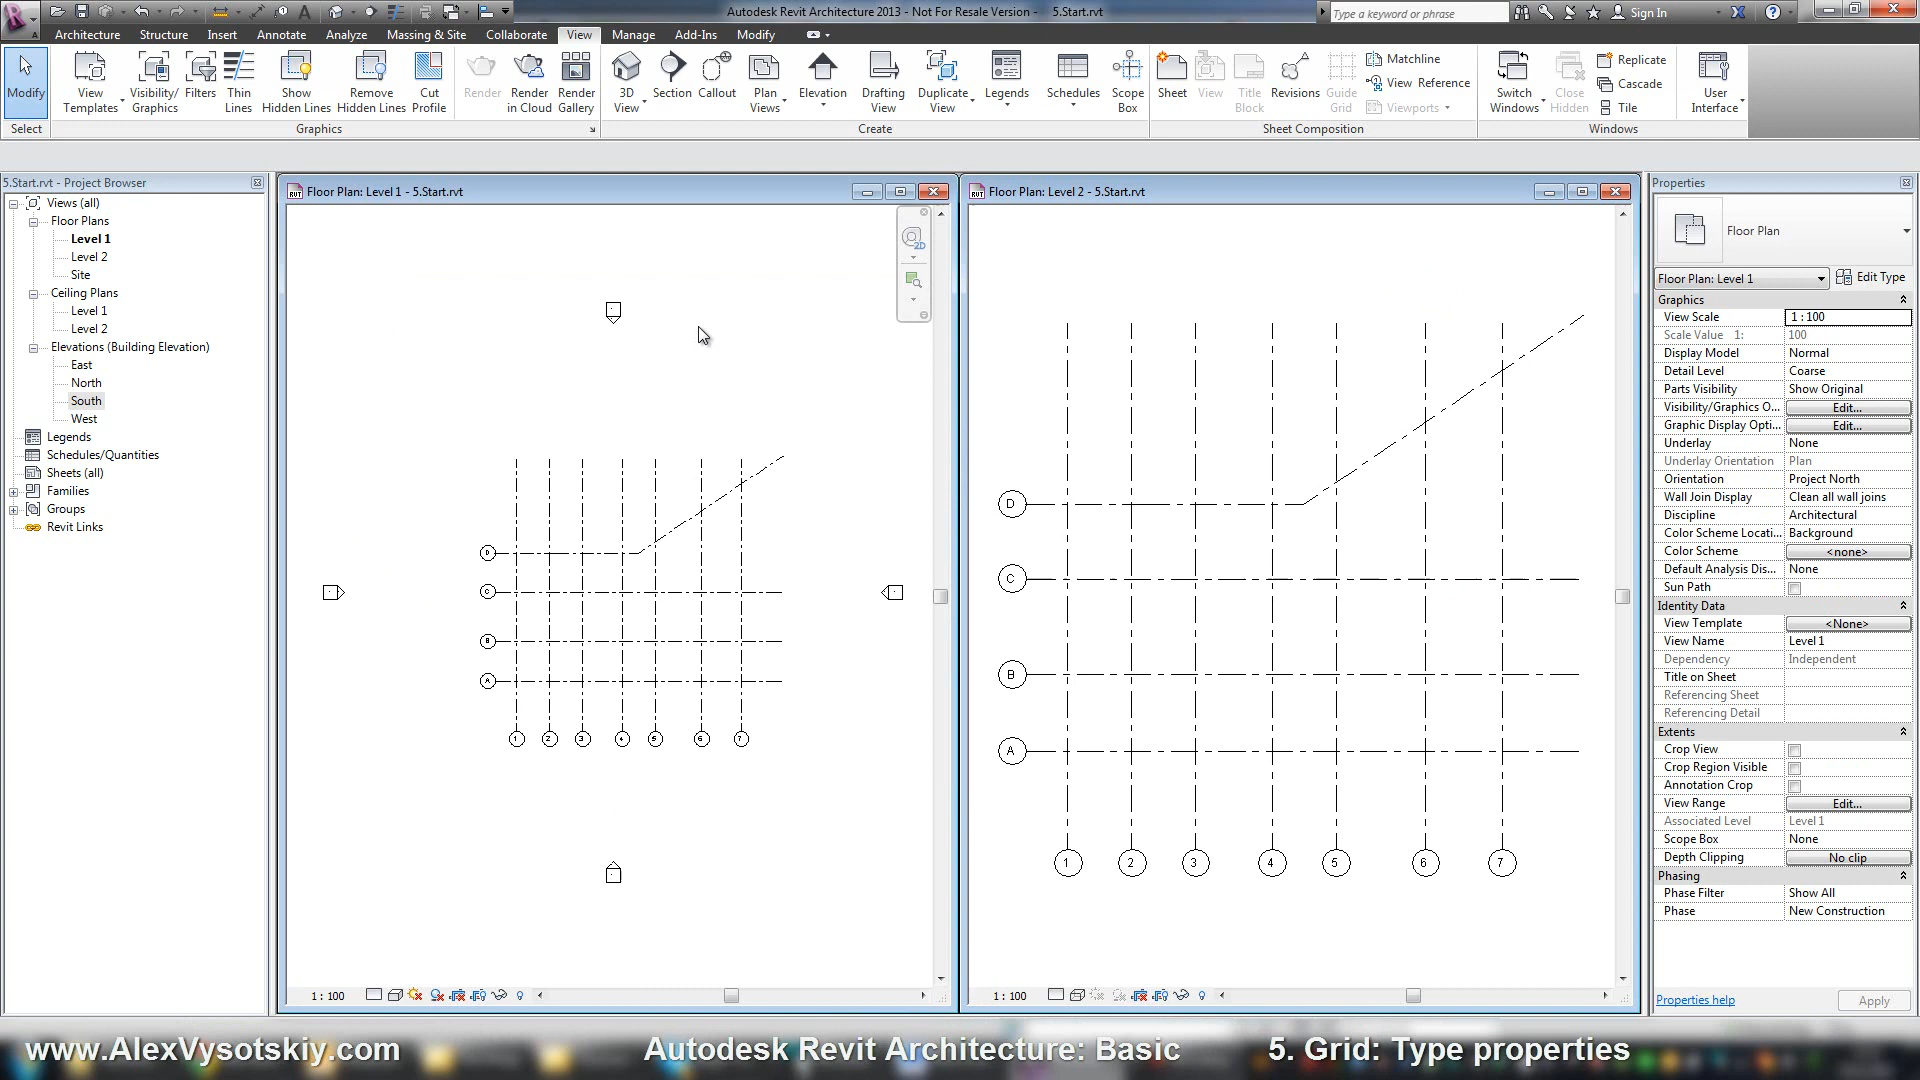 Autodesk Revit Architecture 2013 - Not For Resale Version - 5.Start.rvt
Type a keyword or phrase
Sign In
Architecture Structure Insert Annotate Analyze Massing & Site Collaborate View Manage Add-Ins Modify
Modify
View Templates
Visibility/ Graphics
Filters
Thin Lines
Show Hidden Lines
Remove Hidden Lines
Cut Profile
Render
Render in Cloud
Render Gallery
3D View
Section
Callout
Plan Views
Elevation
Drafting View
Duplicate View
Legends
Schedules
Scope Box
Sheet
View
Title Block
Revisions
Guide Grid
Matchline
View Reference
Viewports
Switch Windows
Close Hidden
Replicate
Cascade
Tile
User Interface
Select Graphics Create Sheet Composition Windows
5.Start.rvt - Project Browser
Views (all)
Floor Plans
Level 1
Level 2
Site
Ceiling Plans
Level 1
Level 2
Elevations (Building Elevation)
East
North
South
West
Legends
Schedules/Quantities
Sheets (all)
Families
Groups
Revit Links
Floor Plan: Level 1 - 5.Start.rvt
2D
D
C
B
A
1 2 3 4 5 6 7
1 : 100
Floor Plan: Level 2 - 5.Start.rvt
D
C
B
A
1 2 3 4 5 6 7
1 : 100
Properties
Floor Plan
Floor Plan: Level 1 Edit Type
Graphics
View Scale 1 : 100
Scale Value 1: 100
Display Model Normal
Detail Level Coarse
Parts Visibility Show Original
Visibility/Graphics O... Edit...
Graphic Display Opti... Edit...
Underlay None
Underlay Orientation Plan
Orientation Project North
Wall Join Display Clean all wall joins
Discipline Architectural
Color Scheme Locati... Background
Color Scheme <none>
Default Analysis Dis... None
Sun Path
Identity Data
View Template <None>
View Name Level 1
Dependency Independent
Title on Sheet
Referencing Sheet
Referencing Detail
Extents
Crop View
Crop Region Visible
Annotation Crop
View Range Edit...
Associated Level Level 1
Scope Box None
Depth Clipping No clip
Phasing
Phase Filter Show All
Phase New Construction
Properties help Apply
www.AlexVysotskiy.com Autodesk Revit Architecture: Basic 5. Grid: Type properties